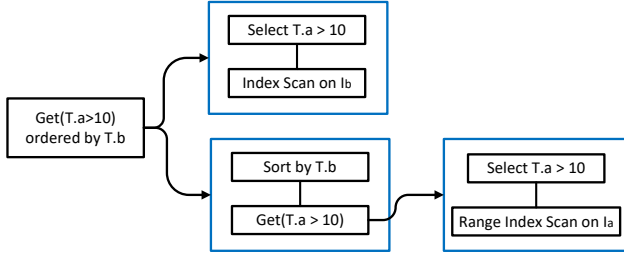 Get(T.a>10)
ordered by T.b
Select T.a > 10
Index Scan on Ib
Sort by T.b
Get(T.a > 10)
Select T.a > 10
Range Index Scan on Ia